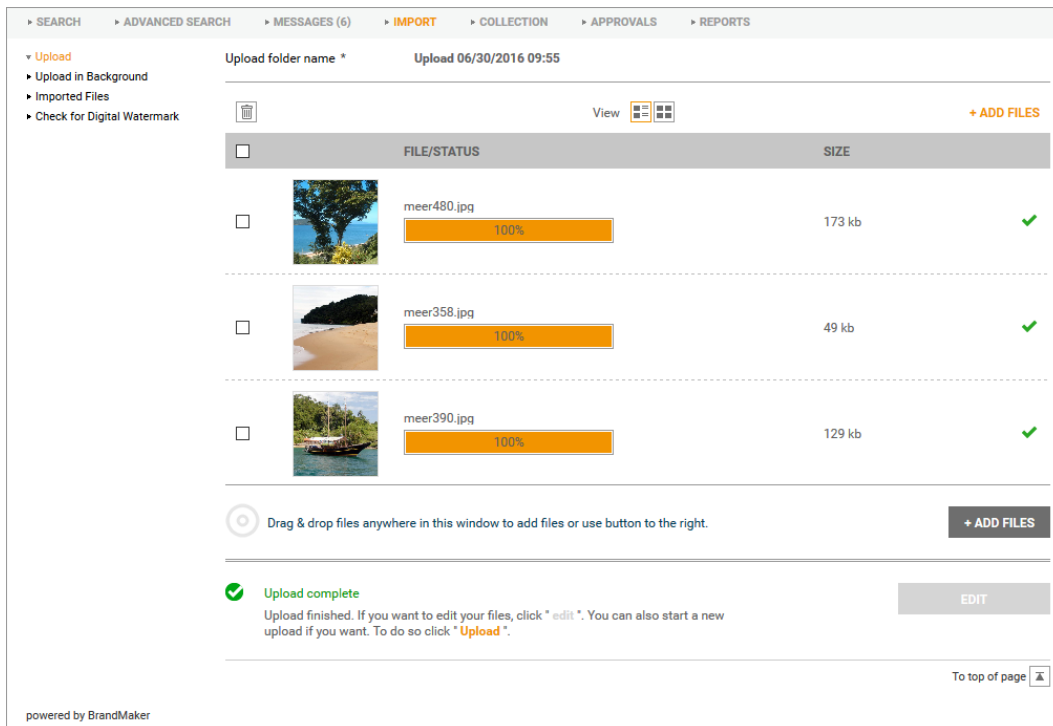 SEARCH ADVANCED SEARCH MESSAGES (6) IMPORT COLLECTION APPROVALS REPORTS
Upload
Upload in Background
Imported Files
Check for Digital Watermark
Upload folder name * Upload 06/30/2016 09:55
View + ADD FILES
FILE/STATUS SIZE
meer480.jpg
100% 173 kb
meer358.jpg
100% 49 kb
meer390.jpg
100% 129 kb
Drag & drop files anywhere in this window to add files or use button to the right. + ADD FILES
Upload complete
Upload finished. If you want to edit your files, click " edit ". You can also start a new
upload if you want. To do so click " Upload ".
EDIT
To top of page
powered by BrandMaker